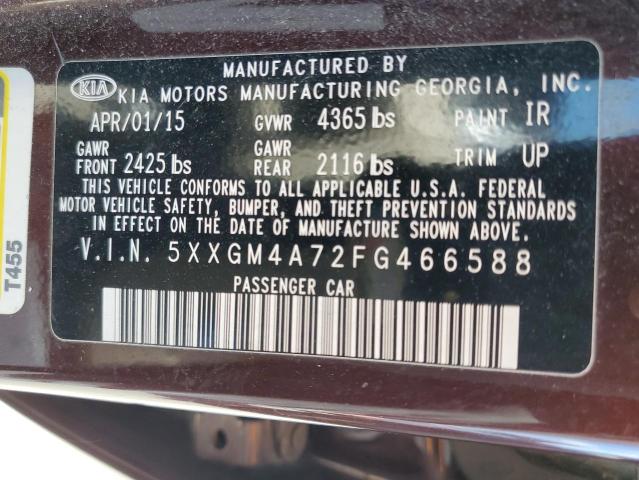 MANUFACTURED BY
KIA KIA MOTORS MANUFACTURING GEORGIA, INC.
APR/01/15 GVWR 4365 lbs PAINT IR
GAWR FRONT 2425 lbs GAWR REAR 2116 lbs TRIM UP
THIS VEHICLE CONFORMS TO ALL APPLICABLE U.S.A. FEDERAL
MOTOR VEHICLE SAFETY, BUMPER, AND THEFT PREVENTION STANDARDS
IN EFFECT ON THE DATE OF MANUFACTURE SHOWN ABOVE.
V.I.N. 5XXGM4A72FG466588
PASSENGER CAR
T455